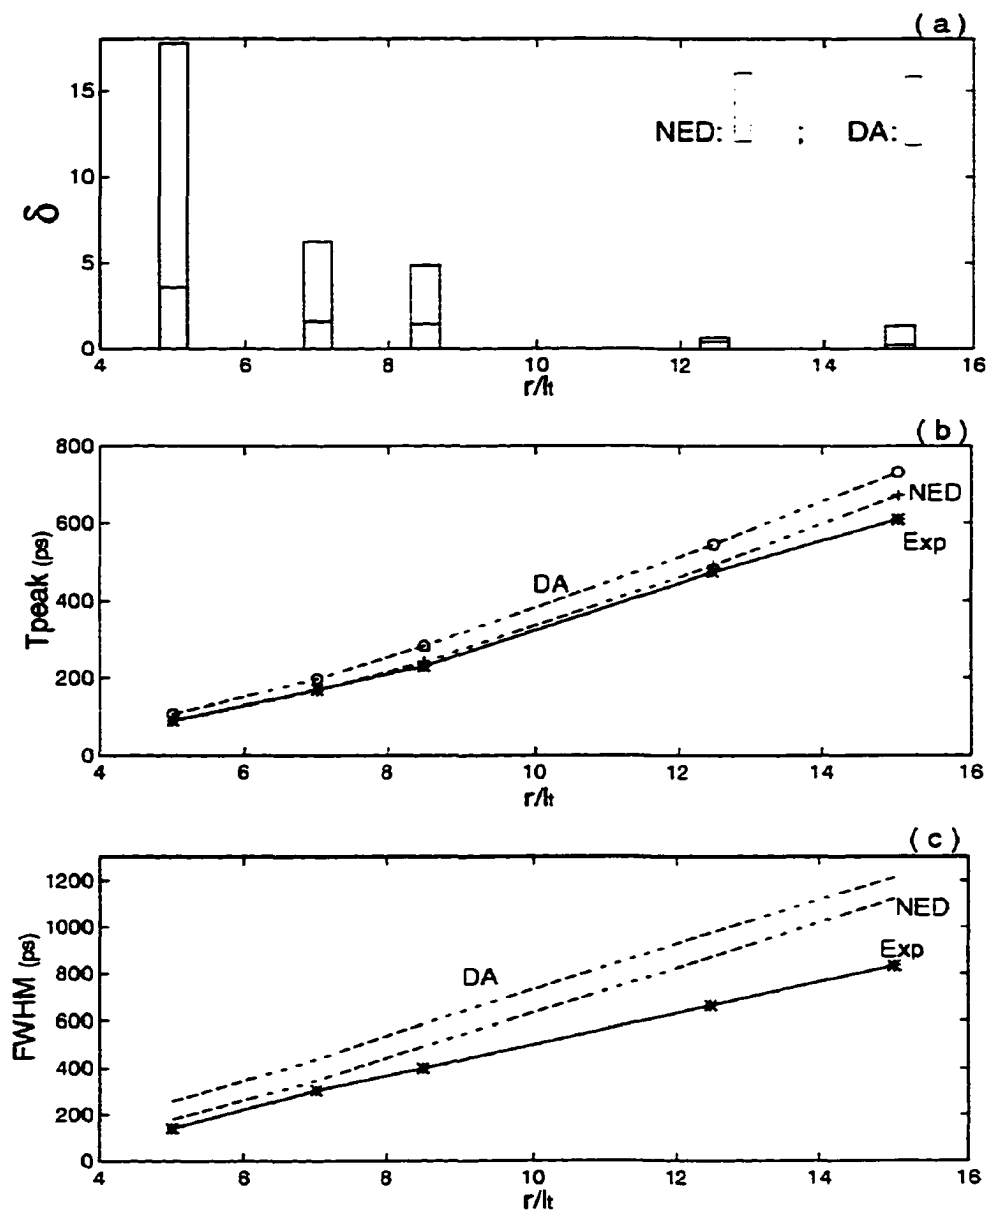 ( a )
15
10
5
0
δ
NED: ; DA:
4 6 8 10 12 14 16
r/lt
( b )
800
600
400
200
0
Tpeak (ps)
NED
Exp
DA
4 6 8 10 12 14 16
r/lt
( c )
1200
1000
800
600
400
200
0
FWHM (ps)
NED
Exp
DA
4 6 8 10 12 14 16
r/lt